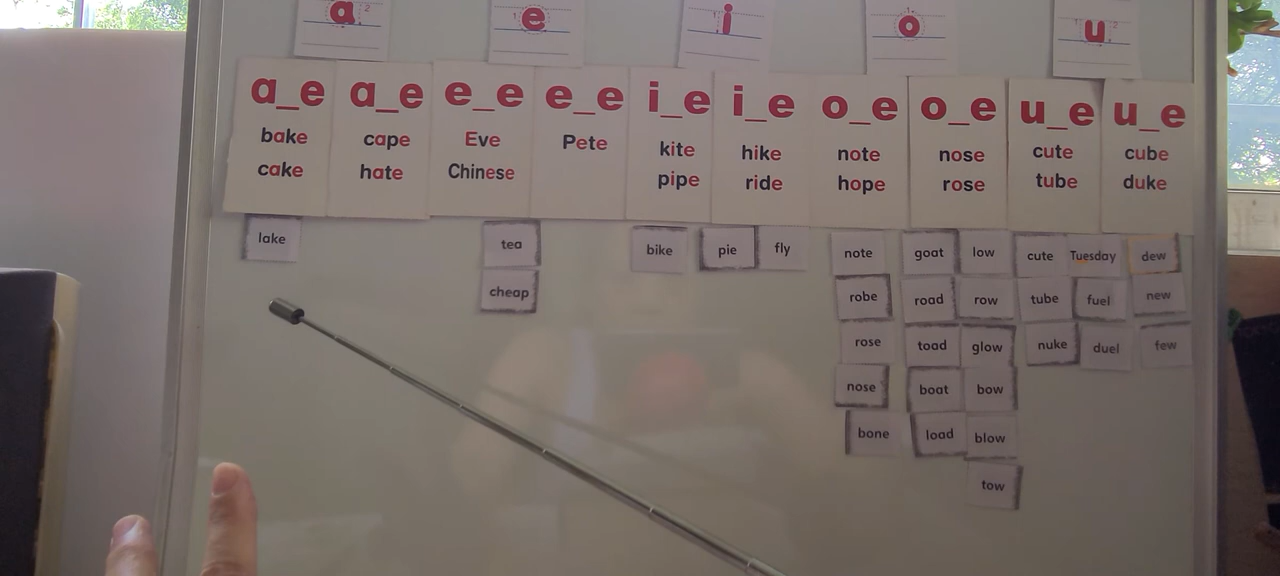 a e i o u
a_e a_e e_e e_e i_e i_e o_e o_e u_e u_e
bake cape Eve Pete kite hike note nose cute cube
cake hate Chinese pipe ride hope rose tube duke
lake tea bike pie fly note goat low cute Tuesday dew
cheap robe road row tube fuel new
rose toad glow nuke duel few
nose boat bow
bone load blow
tow